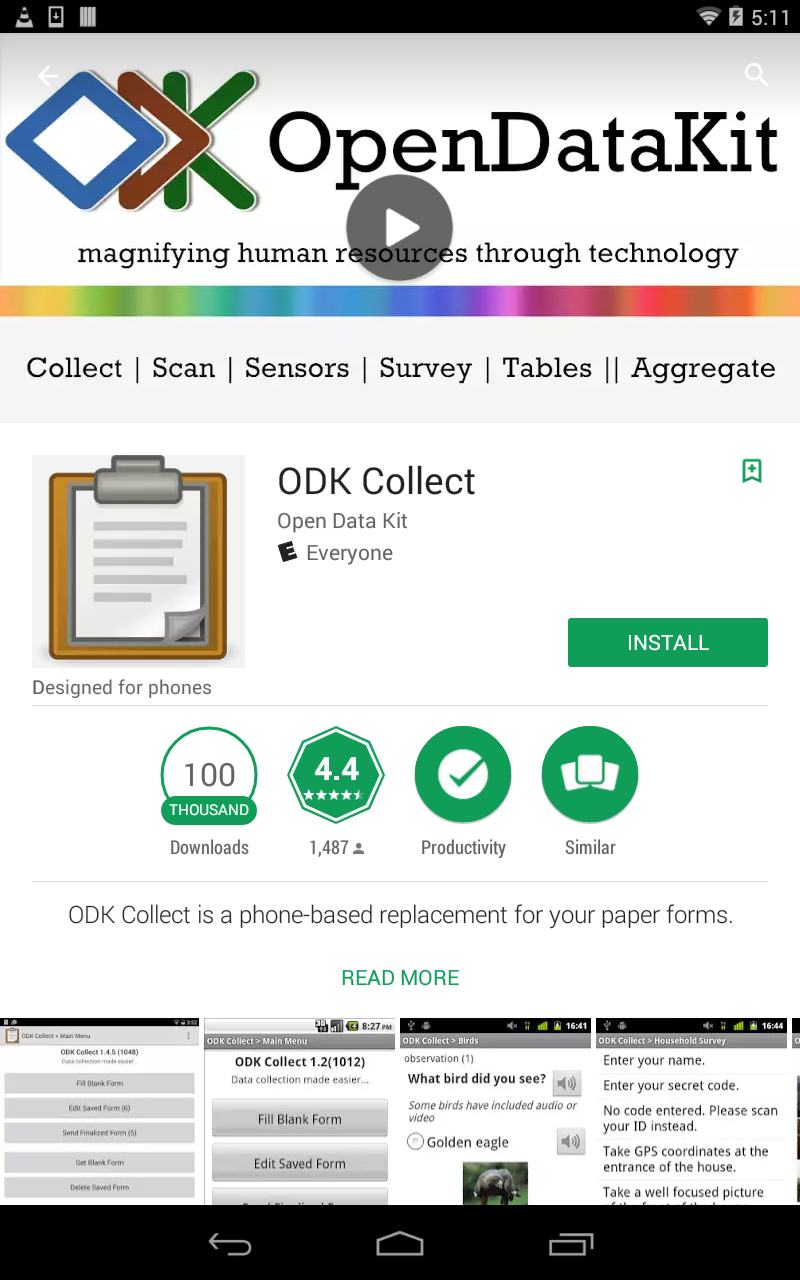 5:11
OpenDataKit
magnifying human resources through technology
Collect | Scan | Sensors | Survey | Tables || Aggregate
ODK Collect
Open Data Kit
E Everyone
INSTALL
Designed for phones
100
THOUSAND
Downloads
4.4
1,487
Productivity
Similar
ODK Collect is a phone-based replacement for your paper forms.
READ MORE
3:52
ODK Collect > Main Menu
ODK Collect 1.4.5 (1048)
Data collection made easier...
Fill Blank Form
Edit Saved Form (6)
Send Finalized Form (5)
Get Blank Form
Delete Saved Form
8:27 PM
ODK Collect > Main Menu
ODK Collect 1.2(1012)
Data collection made easier...
Fill Blank Form
Edit Saved Form
16:41
ODK Collect > Birds
observation (1)
What bird did you see?
Some birds have included audio or
video
Golden eagle
16:44
ODK Collect > Household Survey
Enter your name.
Enter your secret code.
No code entered. Please scan
your ID instead.
Take GPS coordinates at the
entrance of the house.
Take a well focused picture